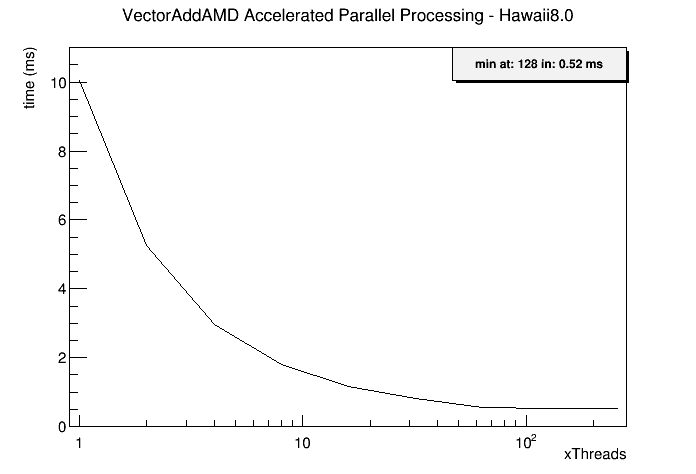 VectorAddAMD Accelerated Parallel Processing - Hawaii8.0
time (ms)
min at: 128 in: 0.52 ms
10
8
6
4
2
0
1
10
10²
xThreads